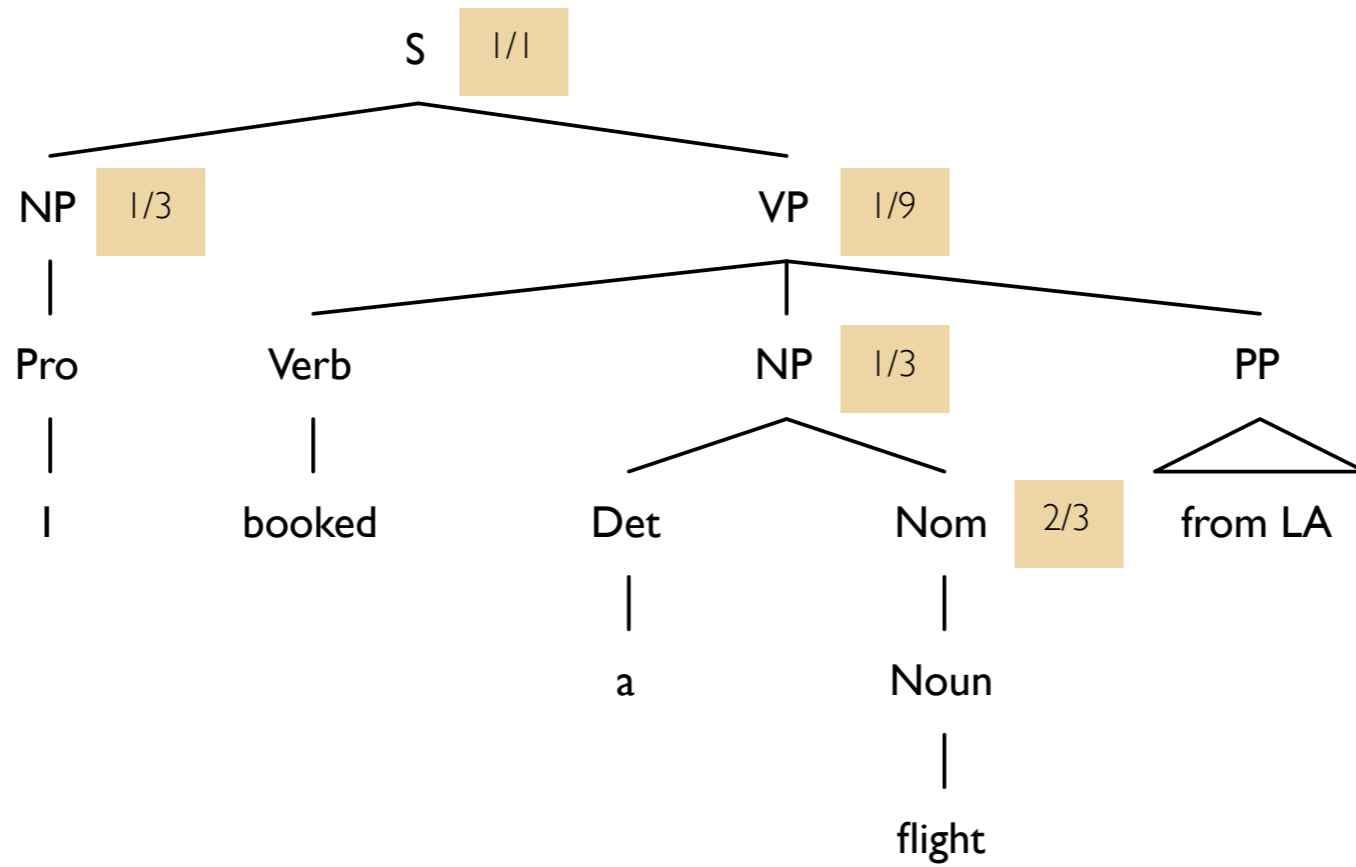 S 1/1
NP 1/3 VP 1/9
Pro Verb NP 1/3 PP
I booked Det Nom 2/3 from LA
a Noun
flight